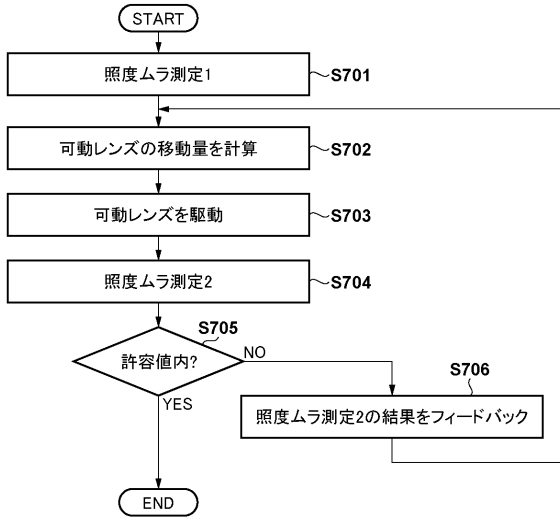 START
照度ムラ測定1
S701
可動レンズの移動量を計算
S702
可動レンズを駆動
S703
照度ムラ測定2
S704
S705
許容値内?
NO
YES
S706
照度ムラ測定2の結果をフィードバック
END